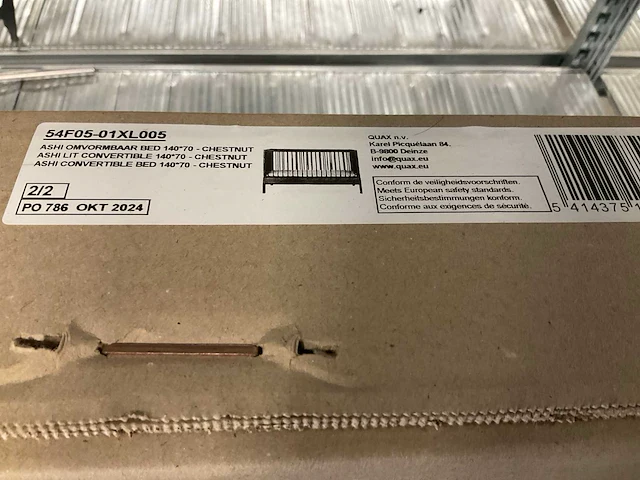 54F05-01XL005
ASHI OMVORMBAAR BED 140*70 - CHESTNUT
ASHI LIT CONVERTIBLE 140*70 - CHESTNUT
ASHI CONVERTIBLE BED 140*70 - CHESTNUT
2/2
PO 786 OKT 2024
QUAX n.v.
Karel Picquélaan 84,
B-9800 Deinze
info@quax.eu
www.quax.eu
Conform de veiligheidsvoorschriften.
Meets European safety standards.
Sicherheitsbestimmungen konform.
Conforme aux exigences de sécurité.
5 414375 1